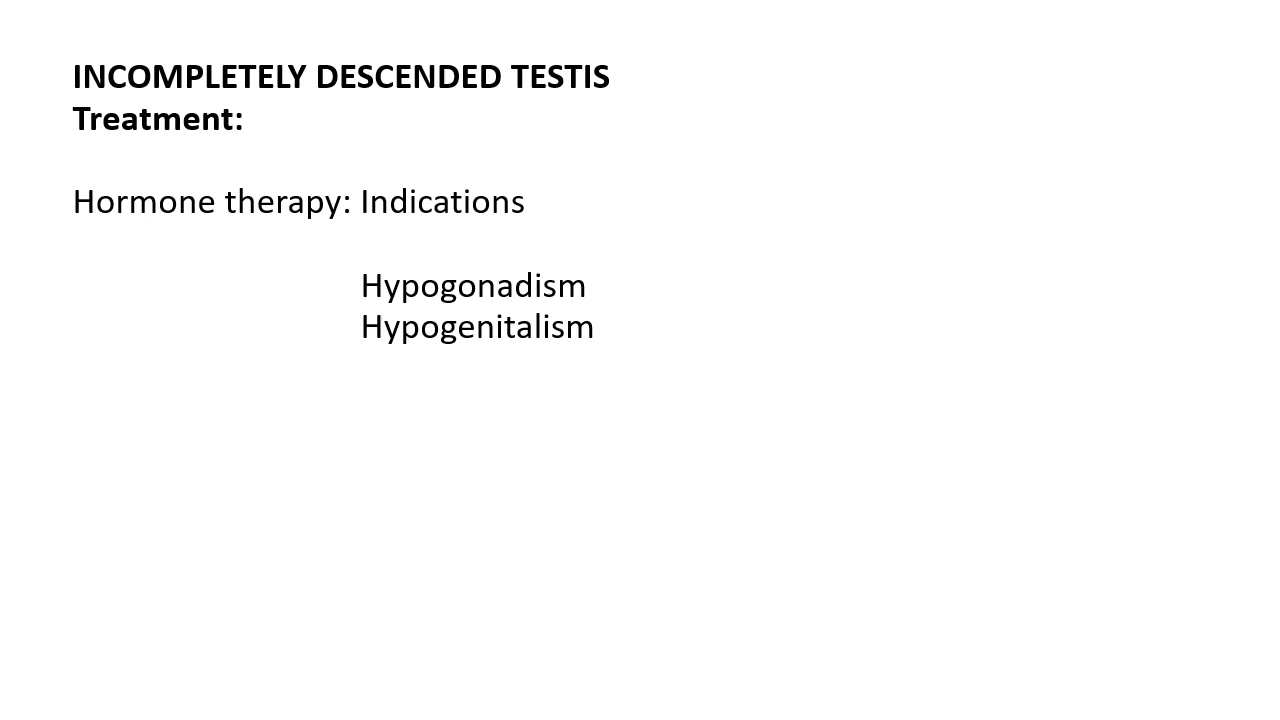 INCOMPLETELY DESCENDED TESTIS
Treatment:
Hormone therapy: Indications
Hypogonadism
Hypogenitalism